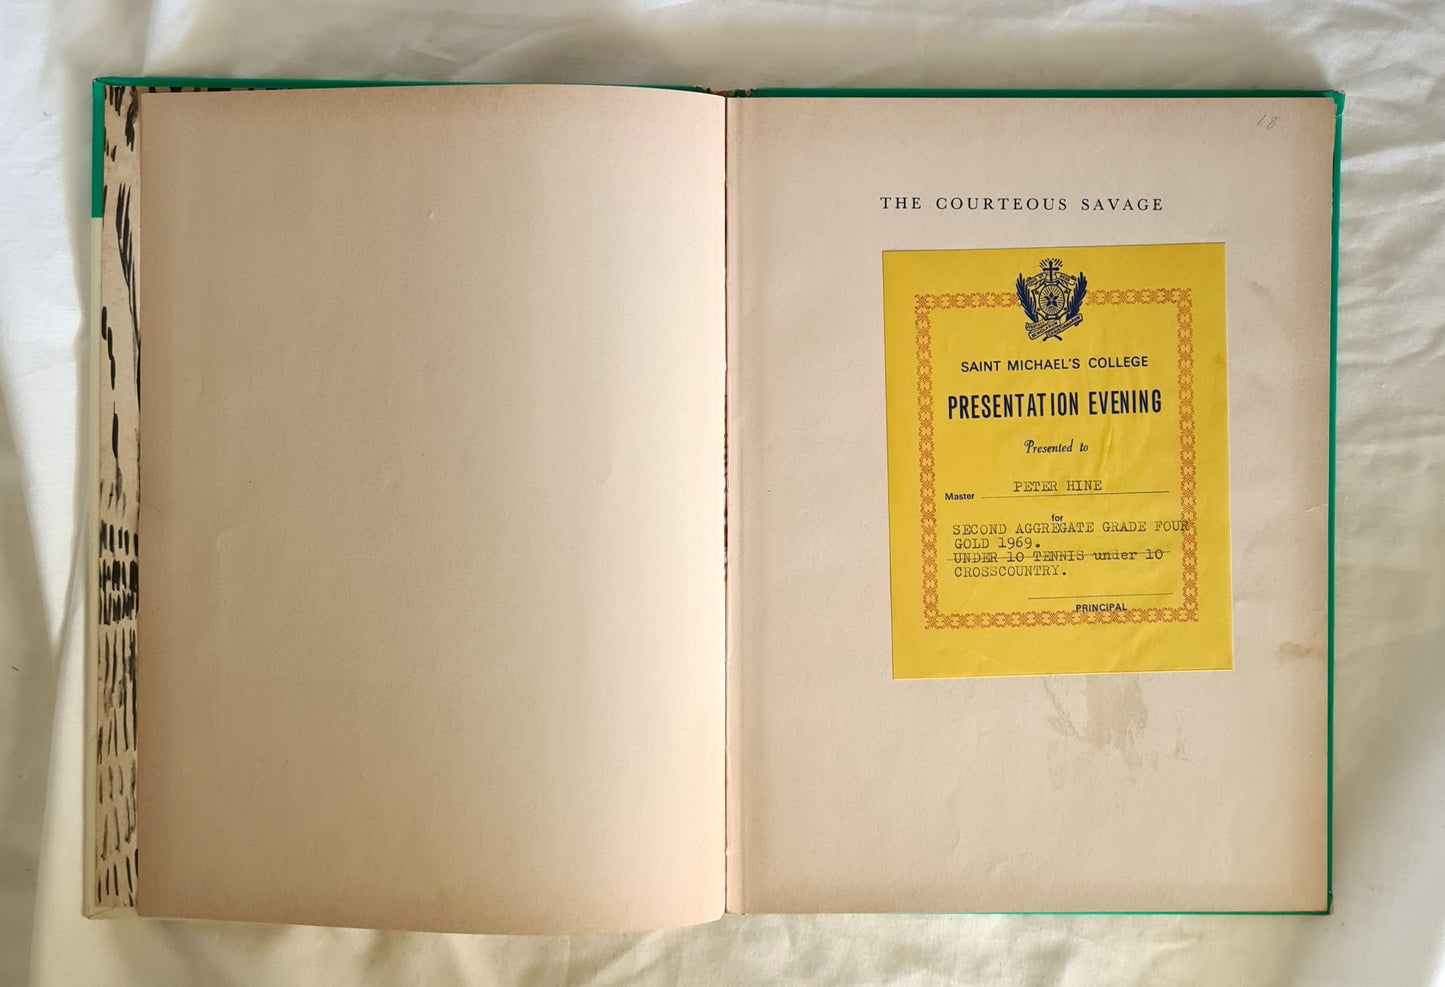 18
THE COURTEOUS SAVAGE
SAINT MICHAEL'S COLLEGE
PRESENTATION EVENING
Presented to
Master PETER HINE
for
SECOND AGGREGATE GRADE FOUR
GOLD 1969.
UNDER 10 TENNIS under 10
CROSSCOUNTRY.
PRINCIPAL